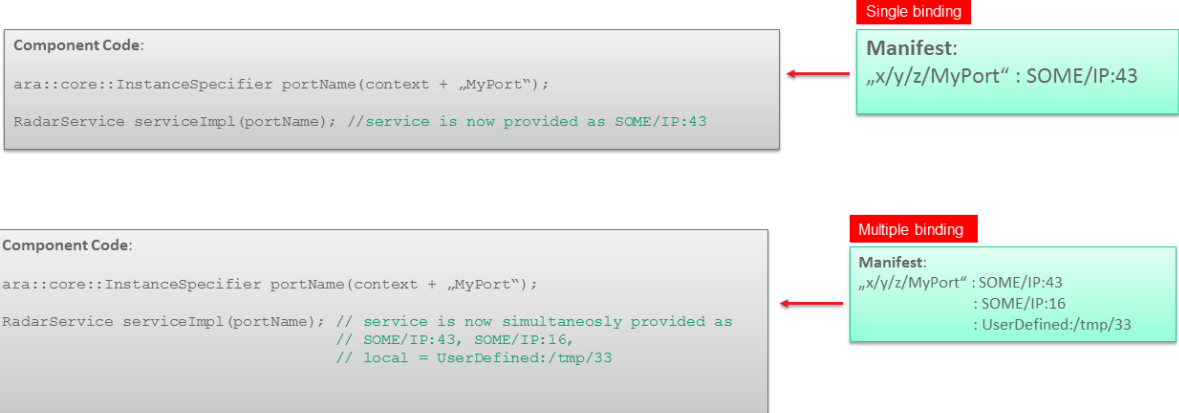 Single binding
Component Code:
Manifest:
„x/y/z/MyPort“ : SOME/IP:43
ara::core::InstanceSpecifier portName(context + „MyPort“);
RadarService serviceImpl(portName); //service is now provided as SOME/IP:43
Multiple binding
Component Code:
Manifest:
„x/y/z/MyPort“ : SOME/IP:43
: SOME/IP:16
: UserDefined:/tmp/33
ara::core::InstanceSpecifier portName(context + „MyPort“);
RadarService serviceImpl(portName); // service is now simultaneosly provided as
// SOME/IP:43, SOME/IP:16,
// local = UserDefined:/tmp/33